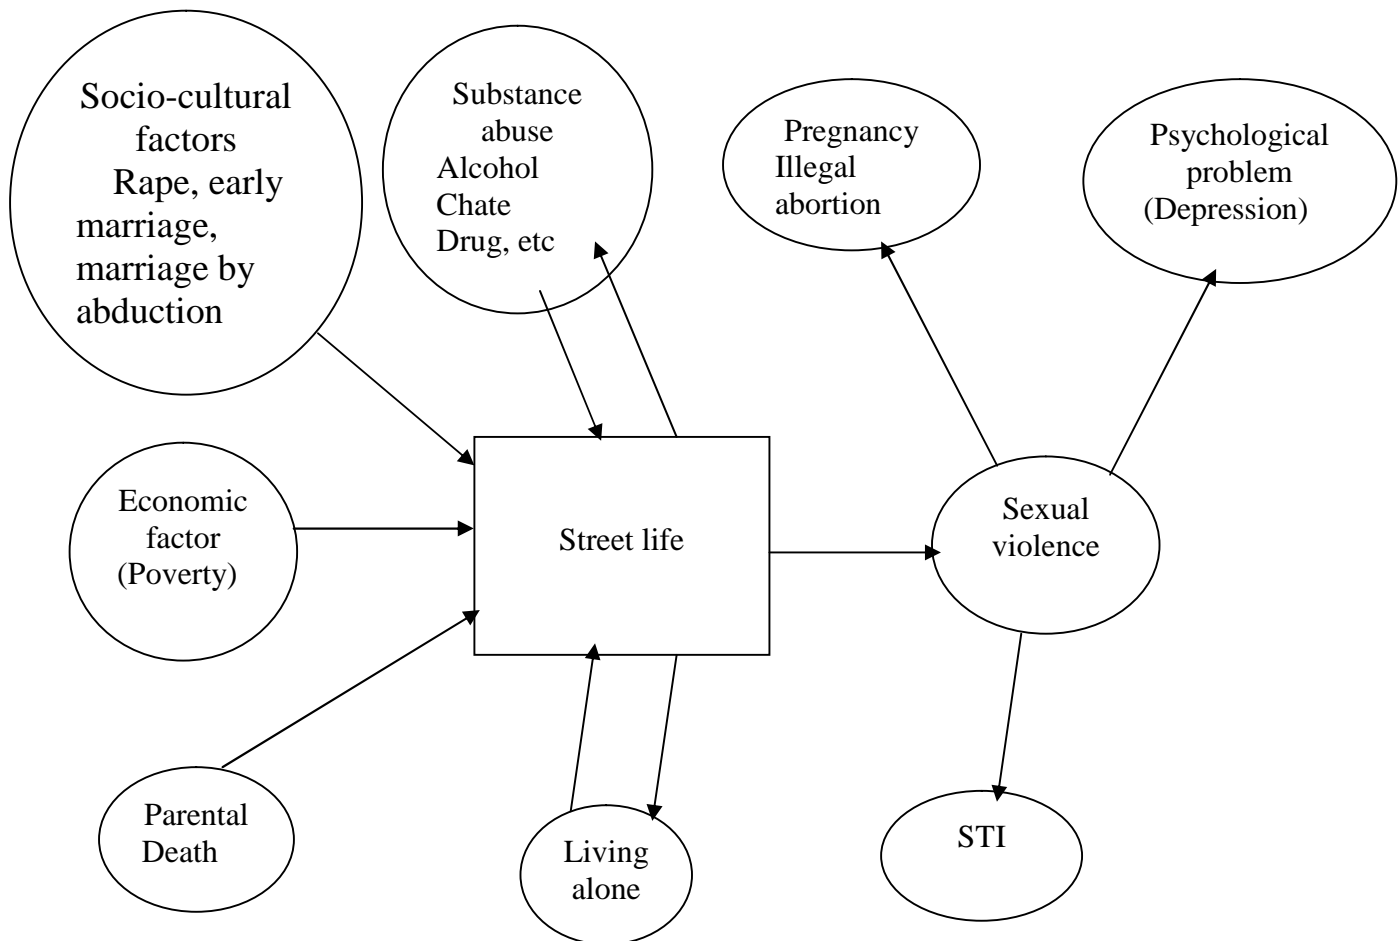 Socio-cultural
factors
Rape, early
marriage,
marriage by
abduction
Substance
abuse
Alcohol
Chate
Drug, etc
Pregnancy
Illegal
abortion
Psychological
problem
(Depression)
Economic
factor
(Poverty)
Street life
Sexual
violence
Parental
Death
Living
alone
STI